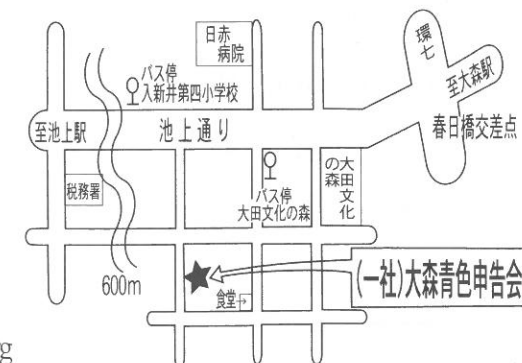 日赤
病院
環七
至大森駅
バス停
入新井第四小学校
至池上駅
池上通り
春日橋交差点
税務署
バス停
大田文化の森
大田文化
の森
600m
食堂→
(一社)大森青色申告会
g